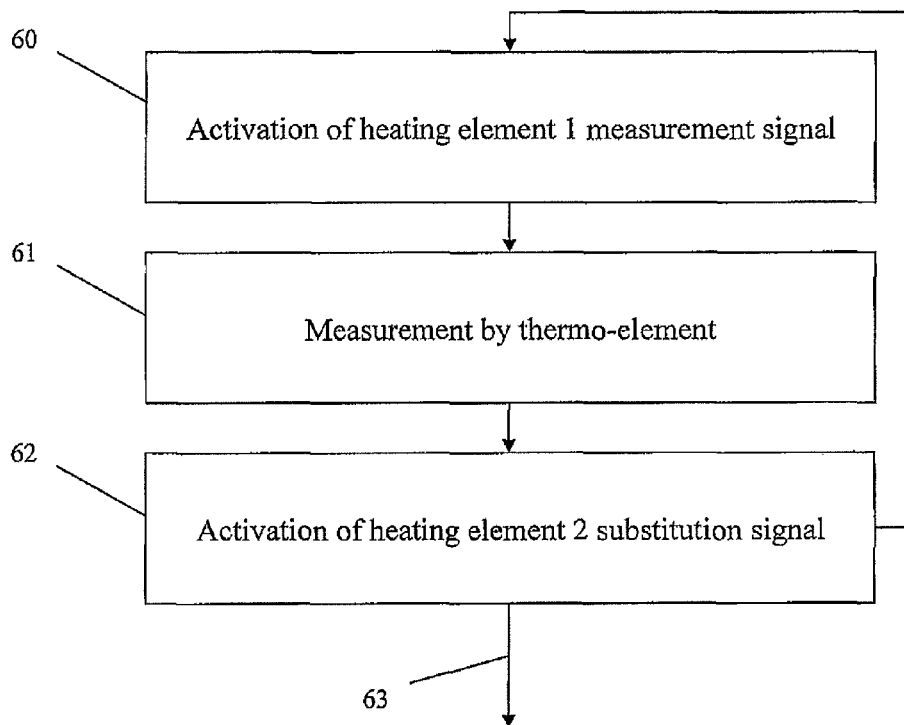 60
Activation of heating element 1 measurement signal
61
Measurement by thermo-element
62
Activation of heating element 2 substitution signal
63